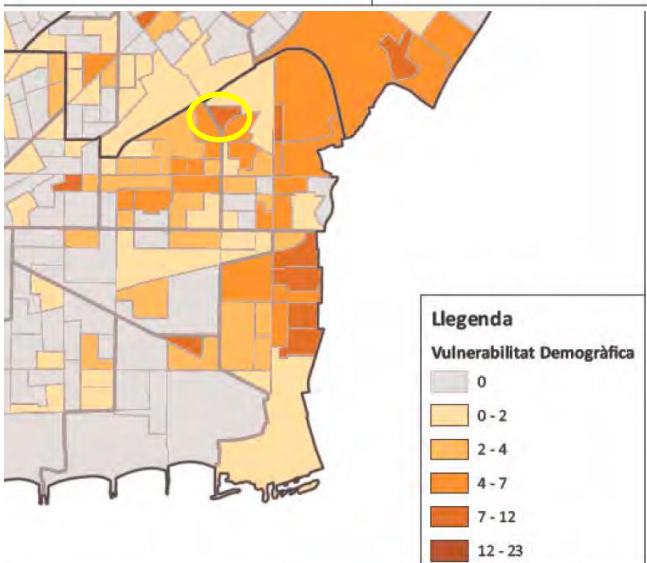 Llegenda
Vulnerabilitat Demogràfica
0
0 - 2
2 - 4
4 - 7
7 - 12
12 - 23